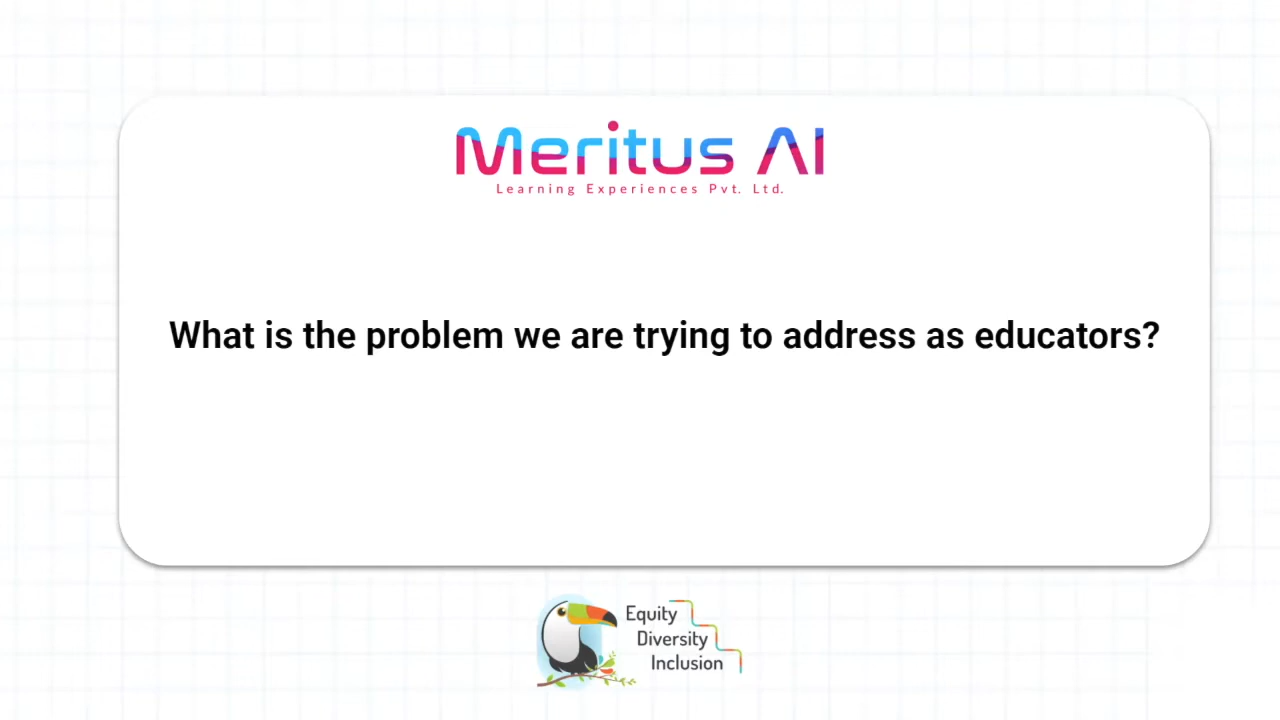 Meritus AI
Learning Experiences Pvt. Ltd.
What is the problem we are trying to address as educators?
Equity
Diversity
Inclusion